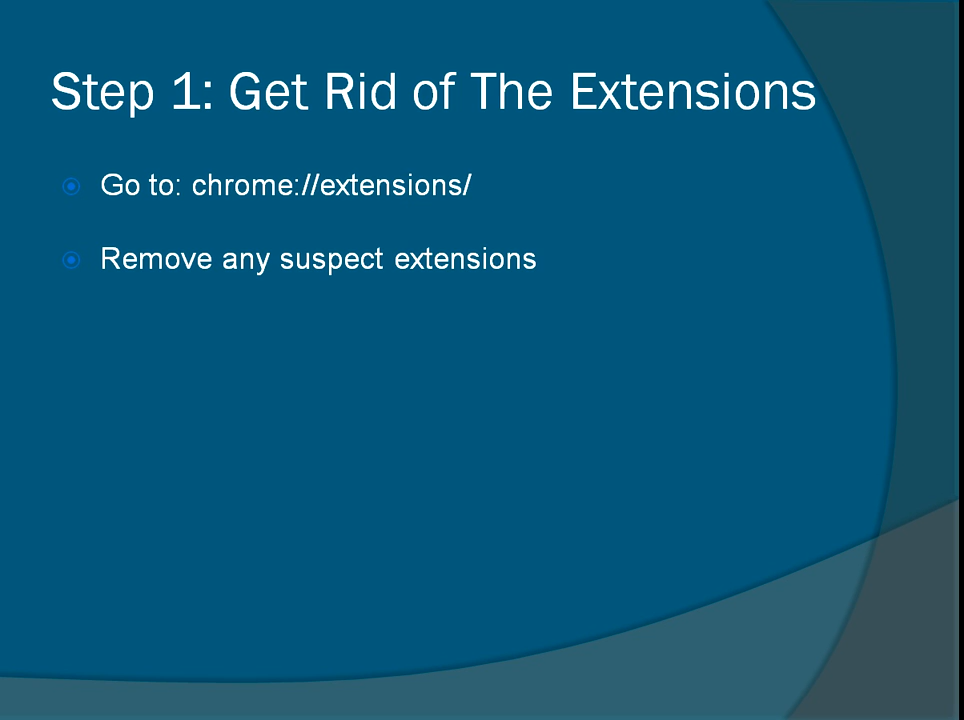 Step 1: Get Rid of The Extensions
Go to: chrome://extensions/
Remove any suspect extensions